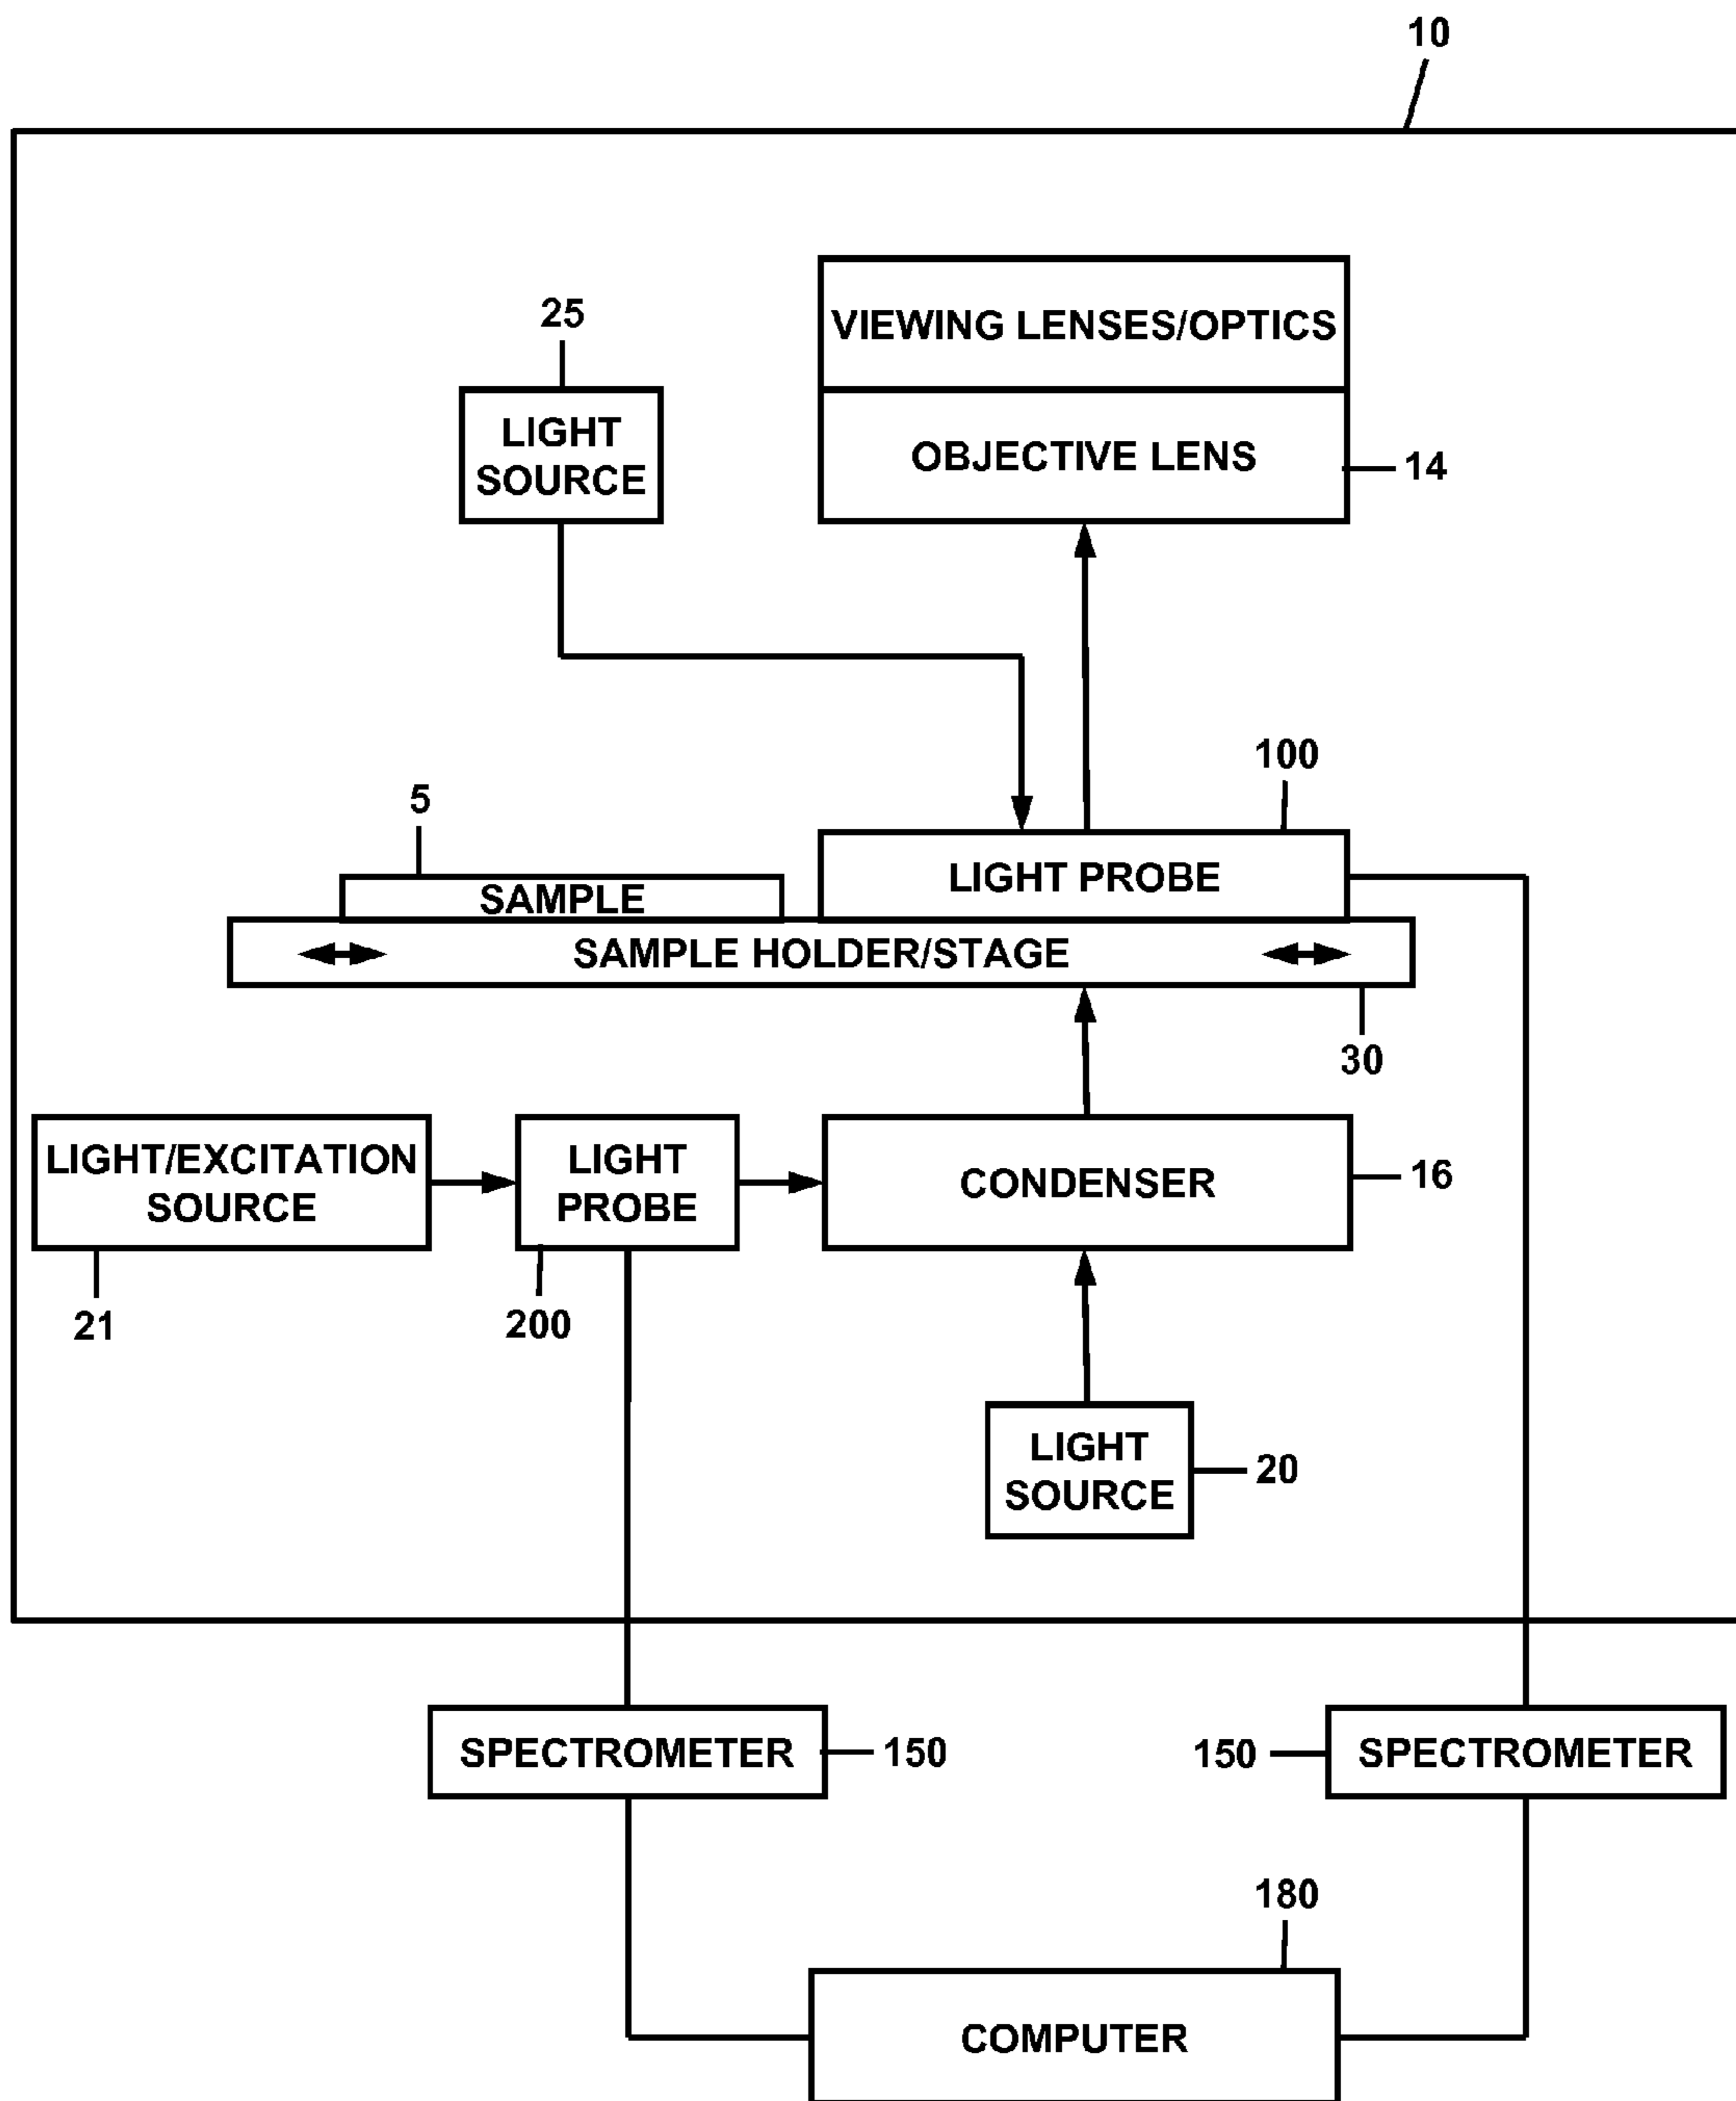 10
25
VIEWING LENSES/OPTICS
LIGHT
SOURCE
OBJECTIVE LENS
14
100
5
LIGHT PROBE
SAMPLE
SAMPLE HOLDER/STAGE
30
LIGHT/EXCITATION
SOURCE
LIGHT
PROBE
CONDENSER
16
21
200
LIGHT
SOURCE
20
SPECTROMETER
150
150
SPECTROMETER
180
COMPUTER